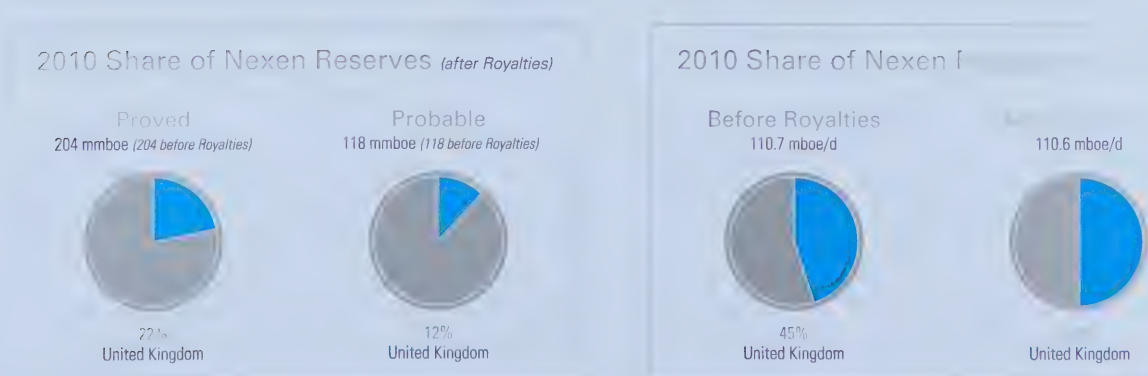 2010 Share of Nexen Reserves (after Royalties)
Proved
204 mmboe (204 before Royalties)
22%
United Kingdom
Probable
118 mmboe (118 before Royalties)
12%
United Kingdom
2010 Share of Nexen
Before Royalties
110.7 mboe/d
45%
United Kingdom
110.6 mboe/d
United Kingdom